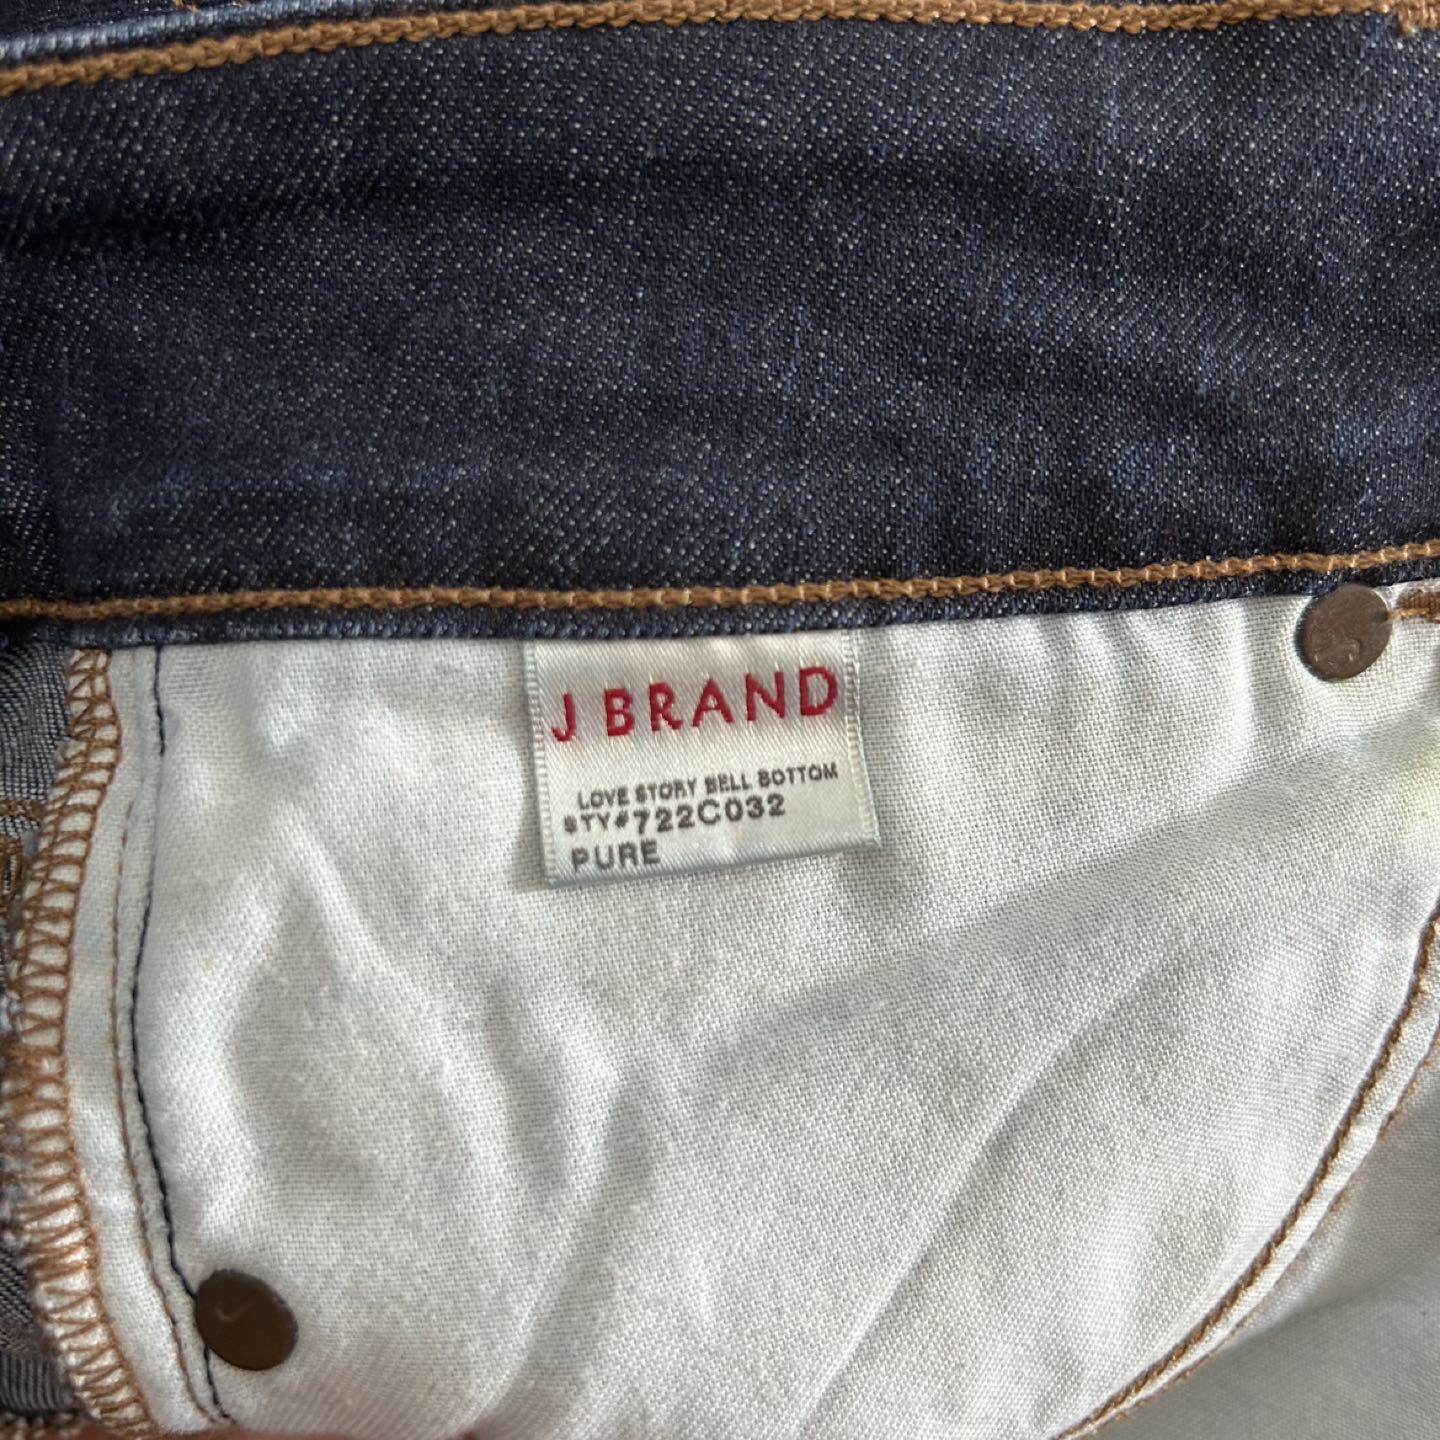 J BRAND
LOVE STORY BELL BOTTOM
STY#722C032
PURE